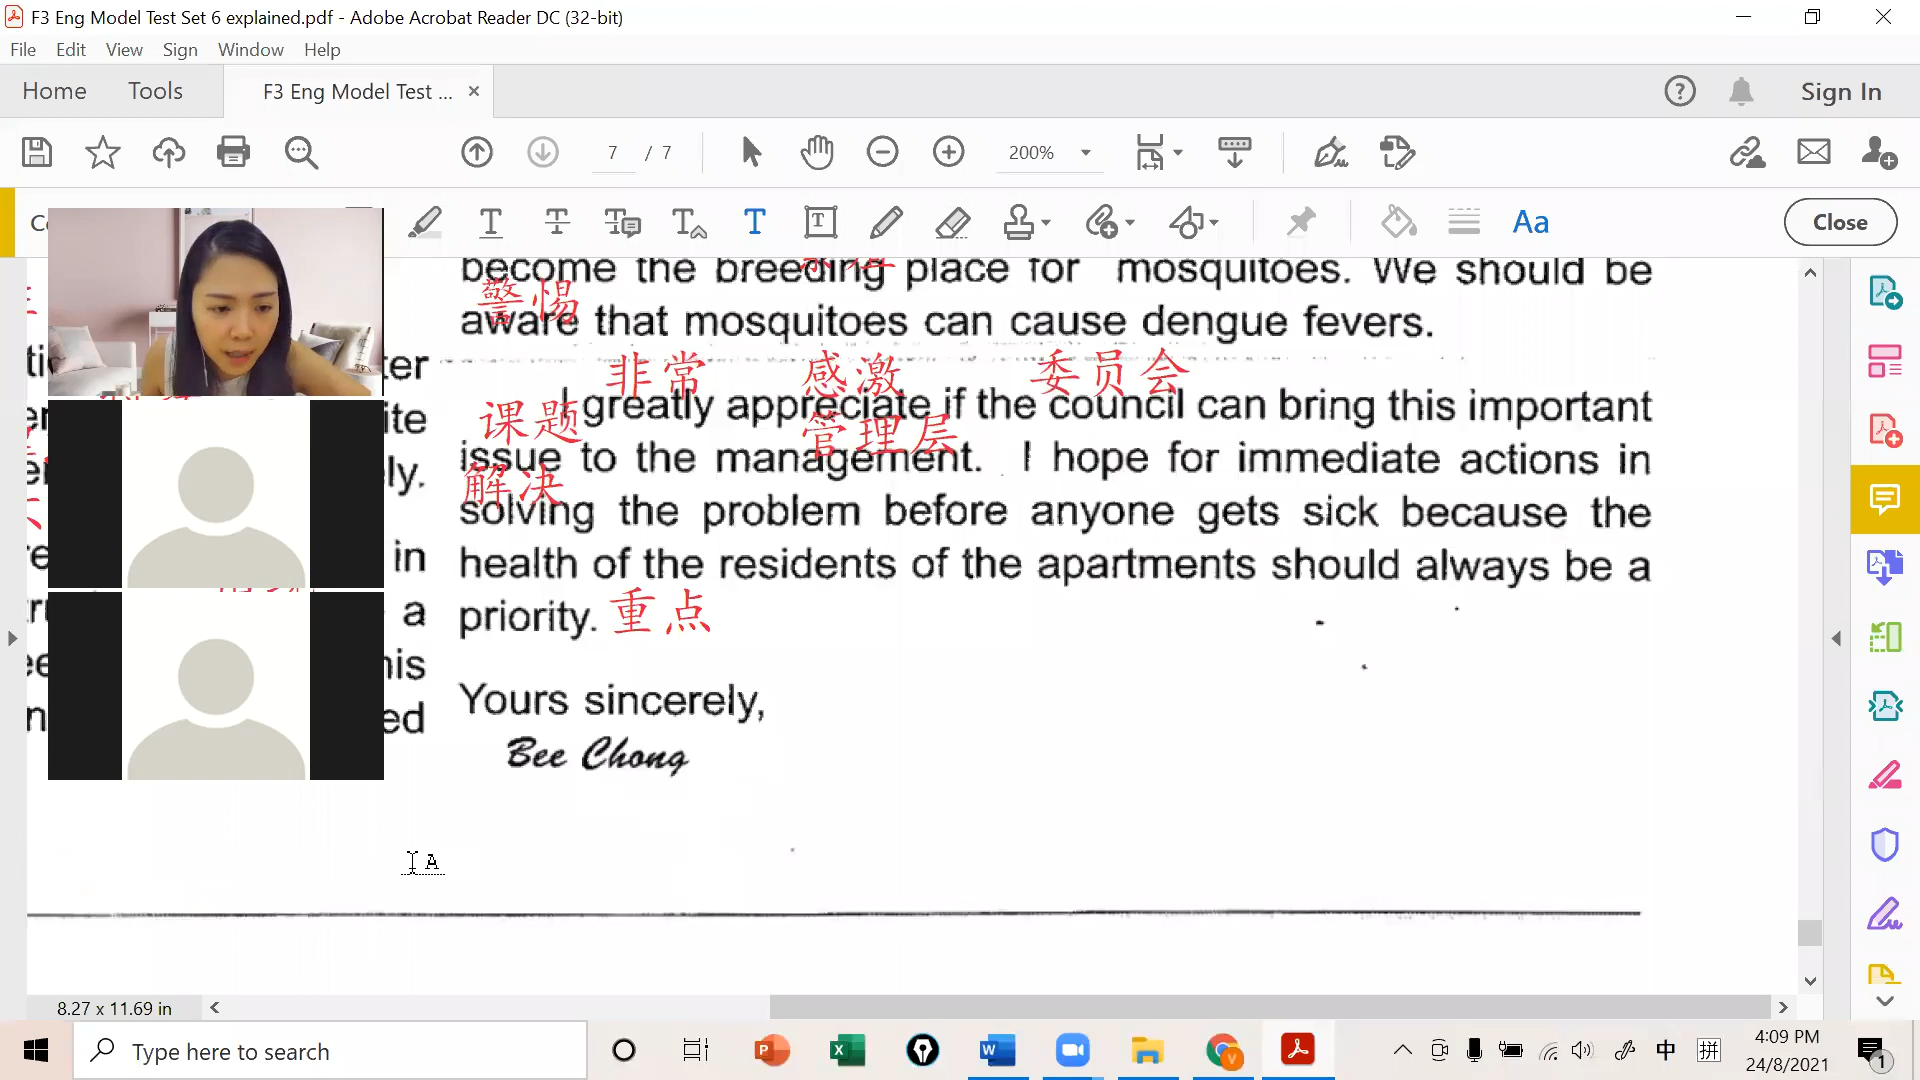 F3 Eng Model Test Set 6 explained.pdf - Adobe Acrobat Reader DC (32-bit)
File Edit View Sign Window Help
Home Tools F3 Eng Model Test ... Sign In
7 / 7 200%
Aa Close
become the breeding place for mosquitoes. We should be
警惕
aware that mosquitoes can cause dengue fevers.
非常 感激 委员会
I greatly appreciate if the council can bring this important
课题 管理层
issue to the management. I hope for immediate actions in
解决
solving the problem before anyone gets sick because the
health of the residents of the apartments should always be a
priority. 重点
Yours sincerely,
Bee Chong
8.27 x 11.69 in
Type here to search
中 拼
4:09 PM
24/8/2021
1